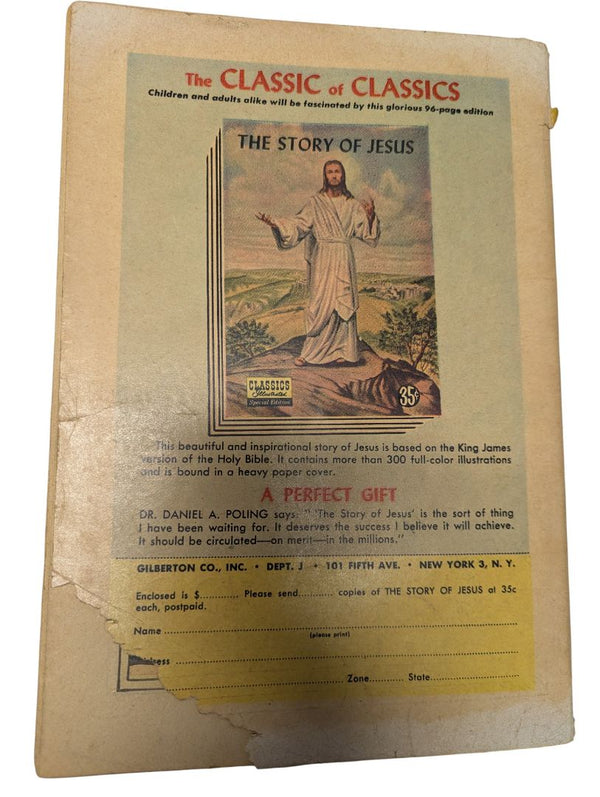 The CLASSIC of CLASSICS
Children and adults alike will be fascinated by this glorious 96-page edition
THE STORY OF JESUS
CLASSICS
Illustrated
Special Edition
35¢
This beautiful and inspirational story of Jesus is based on the King James
version of the Holy Bible. It contains more than 300 full-color illustrations
and is bound in a heavy paper cover.
A PERFECT GIFT
DR. DANIEL A. POLING says: "'The Story of Jesus' is the sort of thing
I have been waiting for. It deserves the success I believe it will achieve.
It should be circulated—on merit—in the millions."
GILBERTON CO., INC. • DEPT. J • 101 FIFTH AVE. • NEW YORK 3, N. Y.
Enclosed is $........... Please send........... copies of THE STORY OF JESUS at 35c
each, postpaid.
Name ...........
(please print)
...........
Zone.......... State...........